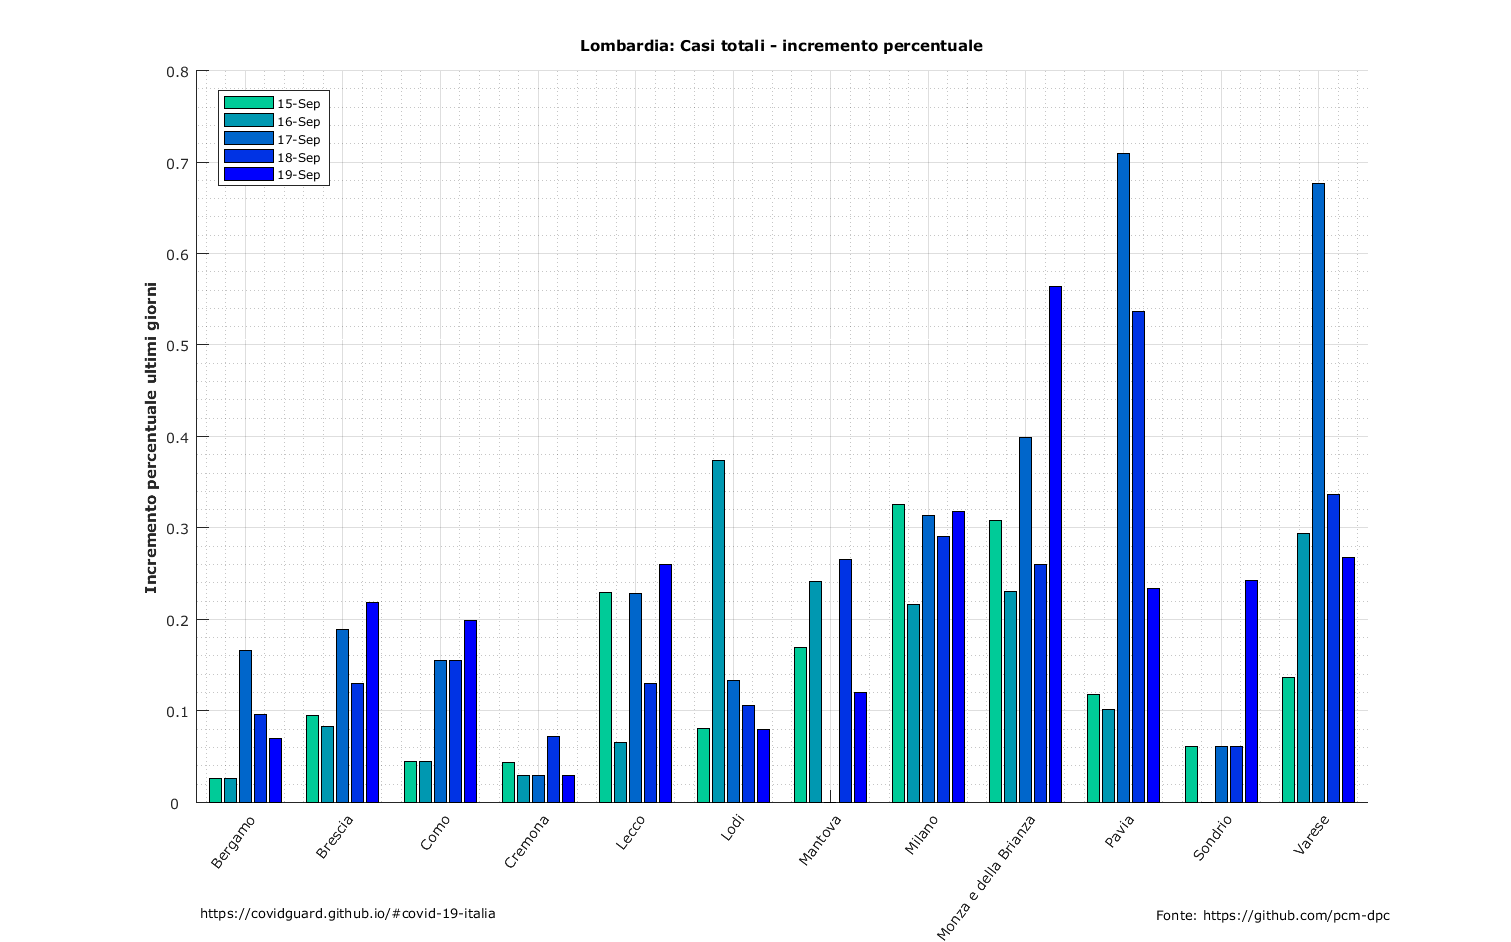 Lombardia: Casi totali - incremento percentuale
Incremento percentuale ultimi giorni
0.8
0.7
0.6
0.5
0.4
0.3
0.2
0.1
0
15-Sep
16-Sep
17-Sep
18-Sep
19-Sep
Bergamo
Brescia
Como
Cremona
Lecco
Lodi
Mantova
Milano
Monza e della Brianza
Pavia
Sondrio
Varese
https://covidguard.github.io/#covid-19-italia
Fonte: https://github.com/pcm-dpc